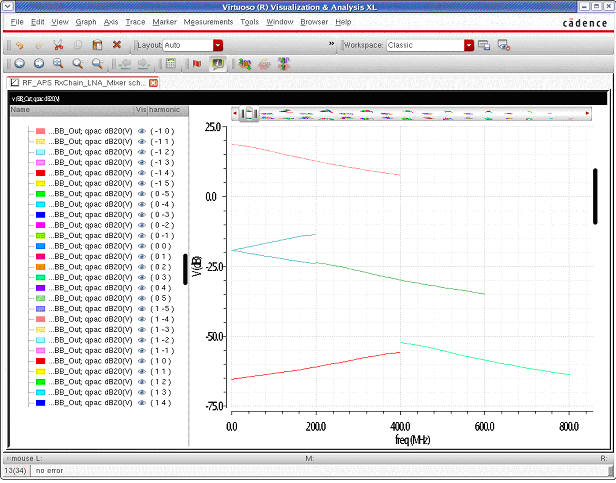 Virtuoso (R) Visualization & Analysis XL
File Edit View Graph Axis Trace Marker Measurements Tools Window Browser Help
cādence
Layout: Auto » Workspace: Classic
RF_APS RxChain_LNA_Mixer sch...
v /BB_Out; qpac dB20(V)
Name Vis harmonic
...BB_Out; qpac dB20(V) (-1 0 )
...BB_Out; qpac dB20(V) (-1 1 )
...BB_Out; qpac dB20(V) (-1 2 )
...BB_Out; qpac dB20(V) (-1 3 )
...BB_Out; qpac dB20(V) (-1 4 )
...BB_Out; qpac dB20(V) (-1 5 )
...BB_Out; qpac dB20(V) ( 0 -5 )
...BB_Out; qpac dB20(V) ( 0 -4 )
...BB_Out; qpac dB20(V) ( 0 -3 )
...BB_Out; qpac dB20(V) ( 0 -2 )
...BB_Out; qpac dB20(V) ( 0 -1 )
...BB_Out; qpac dB20(V) ( 0 0 )
...BB_Out; qpac dB20(V) ( 0 1 )
...BB_Out; qpac dB20(V) ( 0 2 )
...BB_Out; qpac dB20(V) ( 0 3 )
...BB_Out; qpac dB20(V) ( 0 4 )
...BB_Out; qpac dB20(V) ( 0 5 )
...BB_Out; qpac dB20(V) ( 1 -5 )
...BB_Out; qpac dB20(V) ( 1 -4 )
...BB_Out; qpac dB20(V) ( 1 -3 )
...BB_Out; qpac dB20(V) ( 1 -2 )
...BB_Out; qpac dB20(V) ( 1 -1 )
...BB_Out; qpac dB20(V) ( 1 0 )
...BB_Out; qpac dB20(V) ( 1 1 )
...BB_Out; qpac dB20(V) ( 1 2 )
...BB_Out; qpac dB20(V) ( 1 3 )
...BB_Out; qpac dB20(V) ( 1 4 )
25.0
0.0
-25.0
-50.0
-75.0
V (dB)
0.0 200.0 400.0 600.0 800.0
freq (MHz)
mouse L: M: R:
13(34) no error